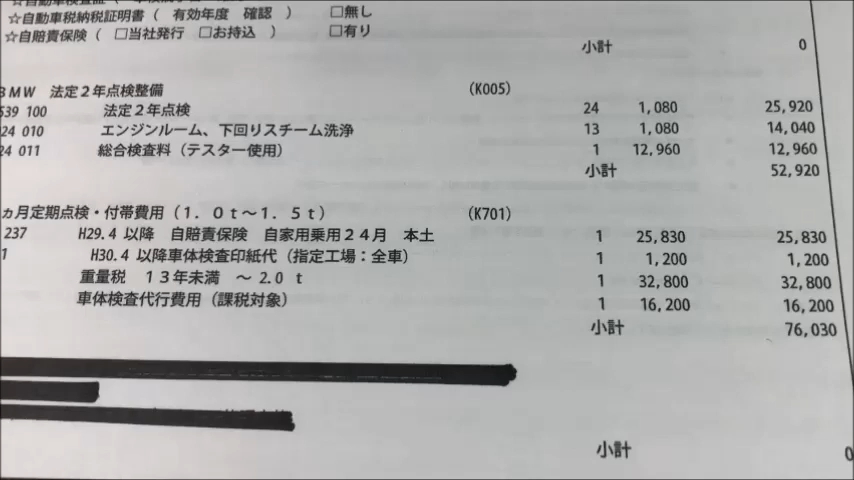 ☆自動車税納税証明書（ 有効年度 確認 ） □無し
☆自賠責保険（ □当社発行 □お持込 ） □有り
小計 0
BMW 法定２年点検整備 (K005)
639 100 法定２年点検 24 1,080 25,920
24 010 エンジンルーム、下回りスチーム洗浄 13 1,080 14,040
24 011 総合検査料（テスター使用） 1 12,960 12,960
小計 52,920
ヵ月定期点検・付帯費用（１．０ｔ〜１．５ｔ） (K701)
237 H29.4 以降 自賠責保険 自家用乗用２４月 本土 1 25,830 25,830
1 H30.4 以降車体検査印紙代（指定工場：全車） 1 1,200 1,200
重量税 １３年未満 〜 2.0 ｔ 1 32,800 32,800
車体検査代行費用（課税対象） 1 16,200 16,200
小計 76,030
小計 0